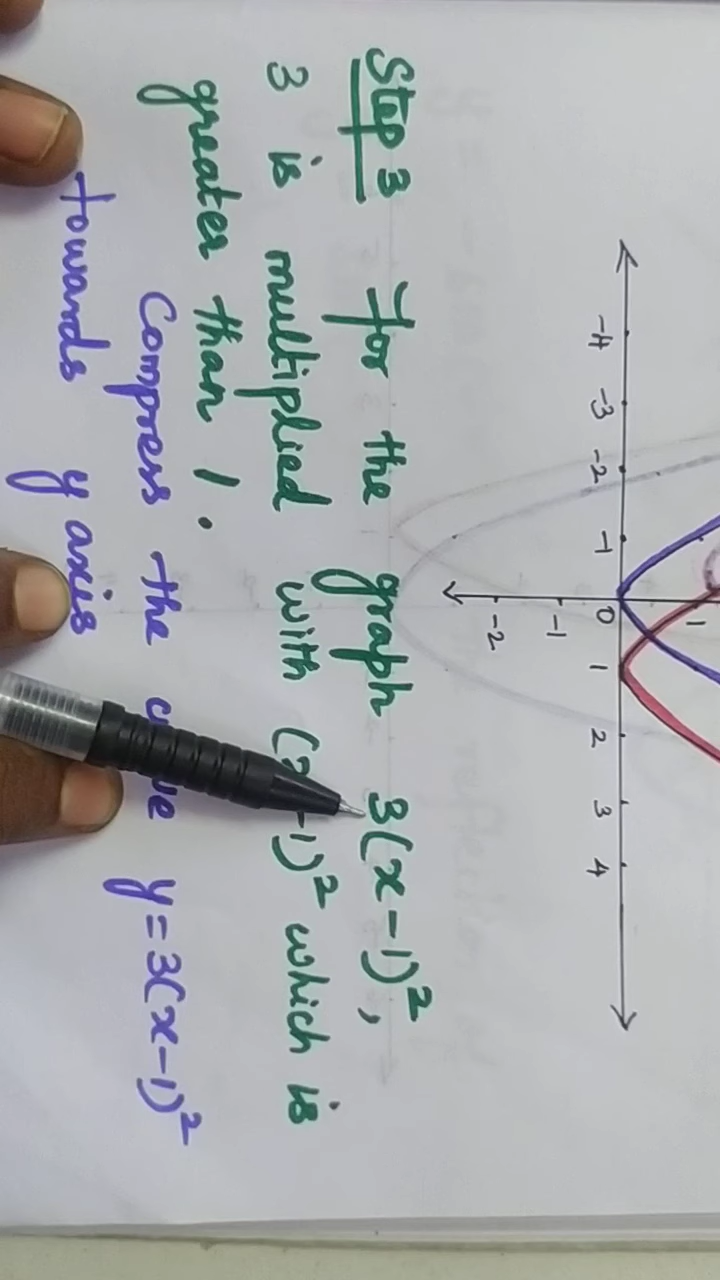 -4 -3 -2 -1 0 1 2 3 4
1
-1
-2
Step 3 For the graph 3(x-1)²,
3 is multiplied with (x-1)² which is
greater than 1.
Compress the y=3(x-1)²
towards y axis